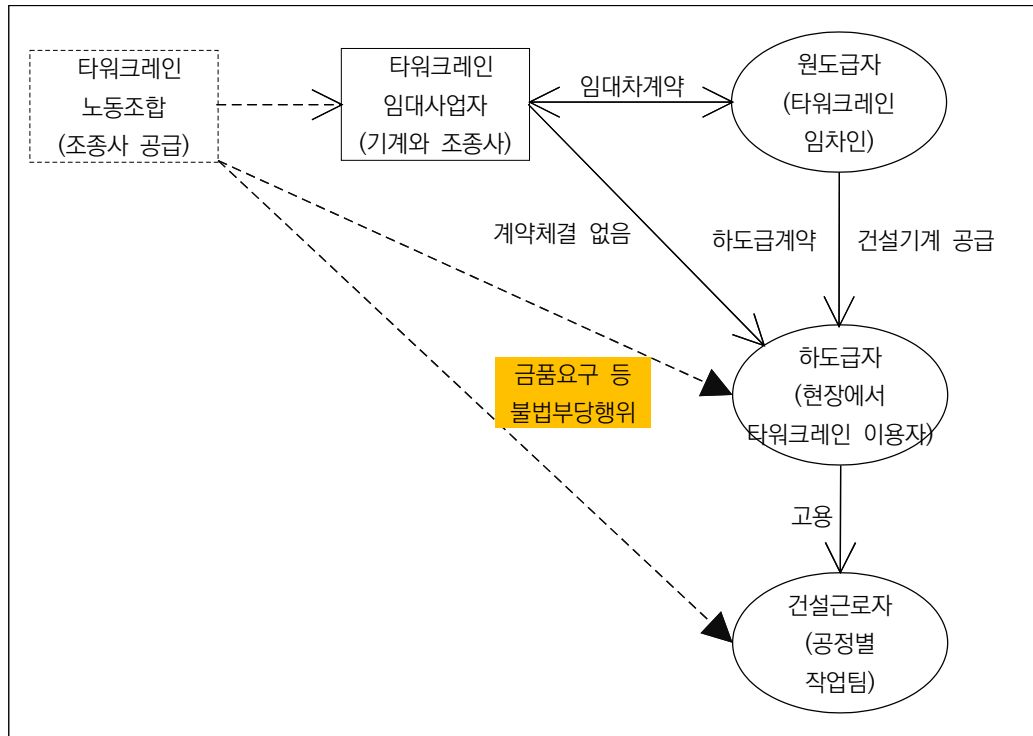 타워크레인
노동조합
(조종사 공급)
타워크레인
임대사업자
(기계와 조종사)
임대차계약
원도급자
(타워크레인
임차인)
계약체결 없음
하도급계약
건설기계 공급
금품요구 등
불법부당행위
하도급자
(현장에서
타워크레인 이용자)
고용
건설근로자
(공정별
작업팀)